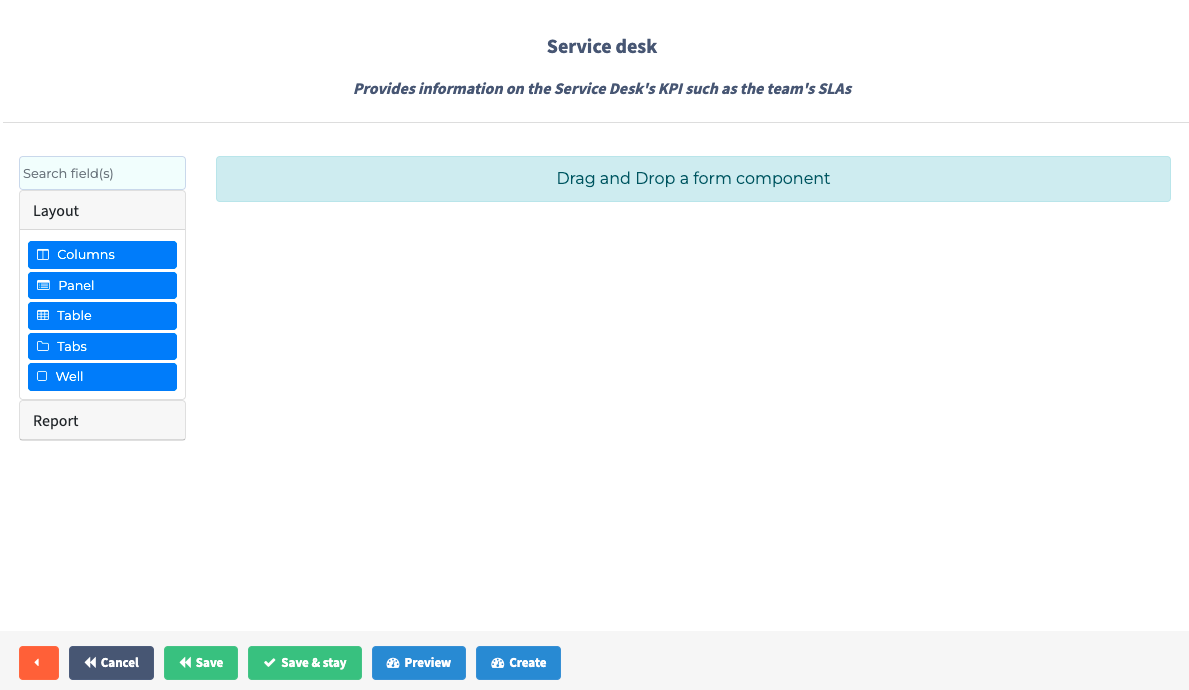 Service desk
Provides information on the Service Desk's KPI such as the team's SLAs
Search field(s)
Drag and Drop a form component
Layout
Columns
Panel
Table
Tabs
Well
Report
Cancel
Save
Save & stay
Preview
Create